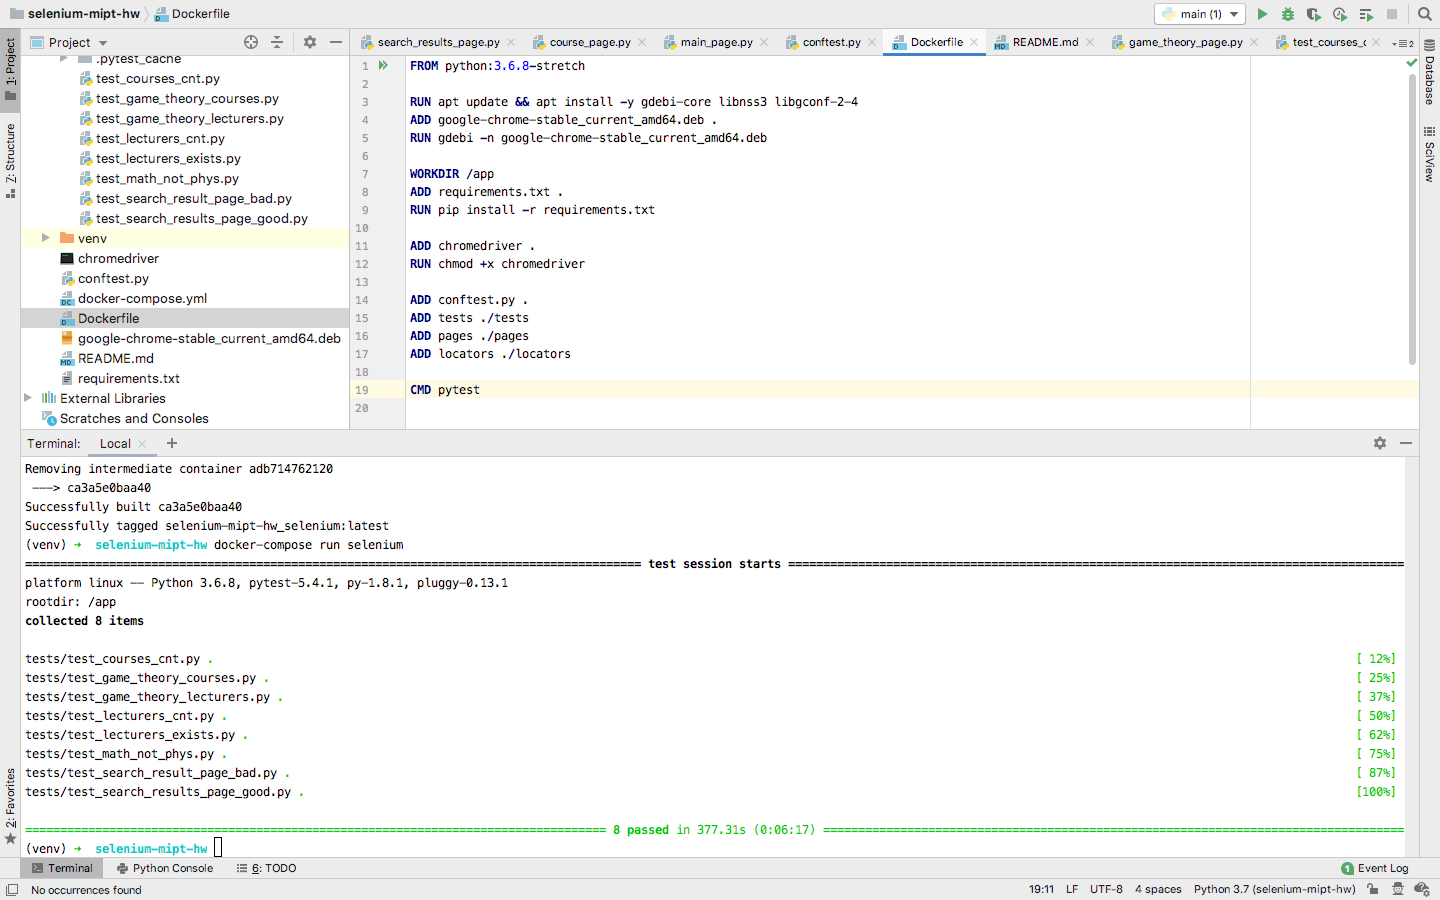 selenium-mipt-hw
Dockerfile
main (1)
Project
search_results_page.py
course_page.py
main_page.py
conftest.py
Dockerfile
README.md
game_theory_page.py
test_courses_c
2
1: Project
Z: Structure
2: Favorites
Database
SciView
.pytest_cache
test_courses_cnt.py
test_game_theory_courses.py
test_game_theory_lecturers.py
test_lecturers_cnt.py
test_lecturers_exists.py
test_math_not_phys.py
test_search_result_page_bad.py
test_search_results_page_good.py
venv
chromedriver
conftest.py
docker-compose.yml
Dockerfile
google-chrome-stable_current_amd64.deb
README.md
requirements.txt
External Libraries
Scratches and Consoles
1 FROM python:3.6.8-stretch
2
3 RUN apt update && apt install -y gdebi-core libnss3 libgconf-2-4
4 ADD google-chrome-stable_current_amd64.deb .
5 RUN gdebi -n google-chrome-stable_current_amd64.deb
6
7 WORKDIR /app
8 ADD requirements.txt .
9 RUN pip install -r requirements.txt
10
11 ADD chromedriver .
12 RUN chmod +x chromedriver
13
14 ADD conftest.py .
15 ADD tests ./tests
16 ADD pages ./pages
17 ADD locators ./locators
18
19 CMD pytest
20
Terminal: Local
Removing intermediate container adb714762120
---> ca3a5e0baa40
Successfully built ca3a5e0baa40
Successfully tagged selenium-mipt-hw_selenium:latest
(venv) ➜ selenium-mipt-hw docker-compose run selenium
======== test session starts ========
platform linux -- Python 3.6.8, pytest-5.4.1, py-1.8.1, pluggy-0.13.1
rootdir: /app
collected 8 items
tests/test_courses_cnt.py . [ 12%]
tests/test_game_theory_courses.py . [ 25%]
tests/test_game_theory_lecturers.py . [ 37%]
tests/test_lecturers_cnt.py . [ 50%]
tests/test_lecturers_exists.py . [ 62%]
tests/test_math_not_phys.py . [ 75%]
tests/test_search_result_page_bad.py . [ 87%]
tests/test_search_results_page_good.py . [100%]
======== 8 passed in 377.31s (0:06:17) ========
(venv) ➜ selenium-mipt-hw
Terminal
Python Console
6: TODO
1 Event Log
No occurrences found
19:11 LF UTF-8 4 spaces Python 3.7 (selenium-mipt-hw)